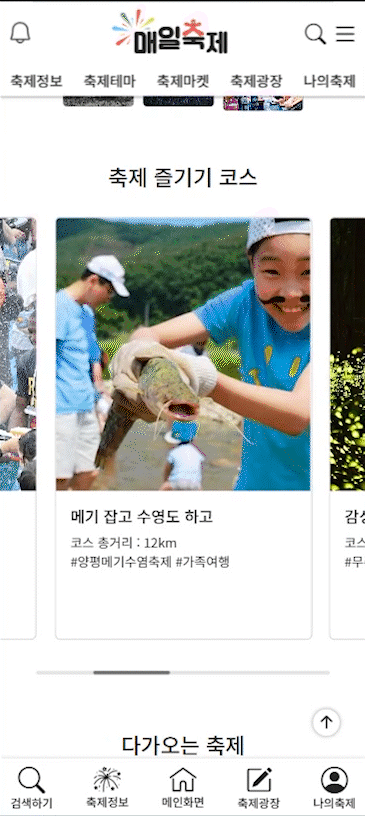 매일축제
축제정보 축제테마 축제마켓 축제광장 나의축제
축제 즐기기 코스
메기 잡고 수영도 하고
코스 총거리 : 12km
#양평메기수염축제 #가족여행
감성
코스
#무
다가오는 축제
검색하기 축제정보 메인화면 축제광장 나의축제